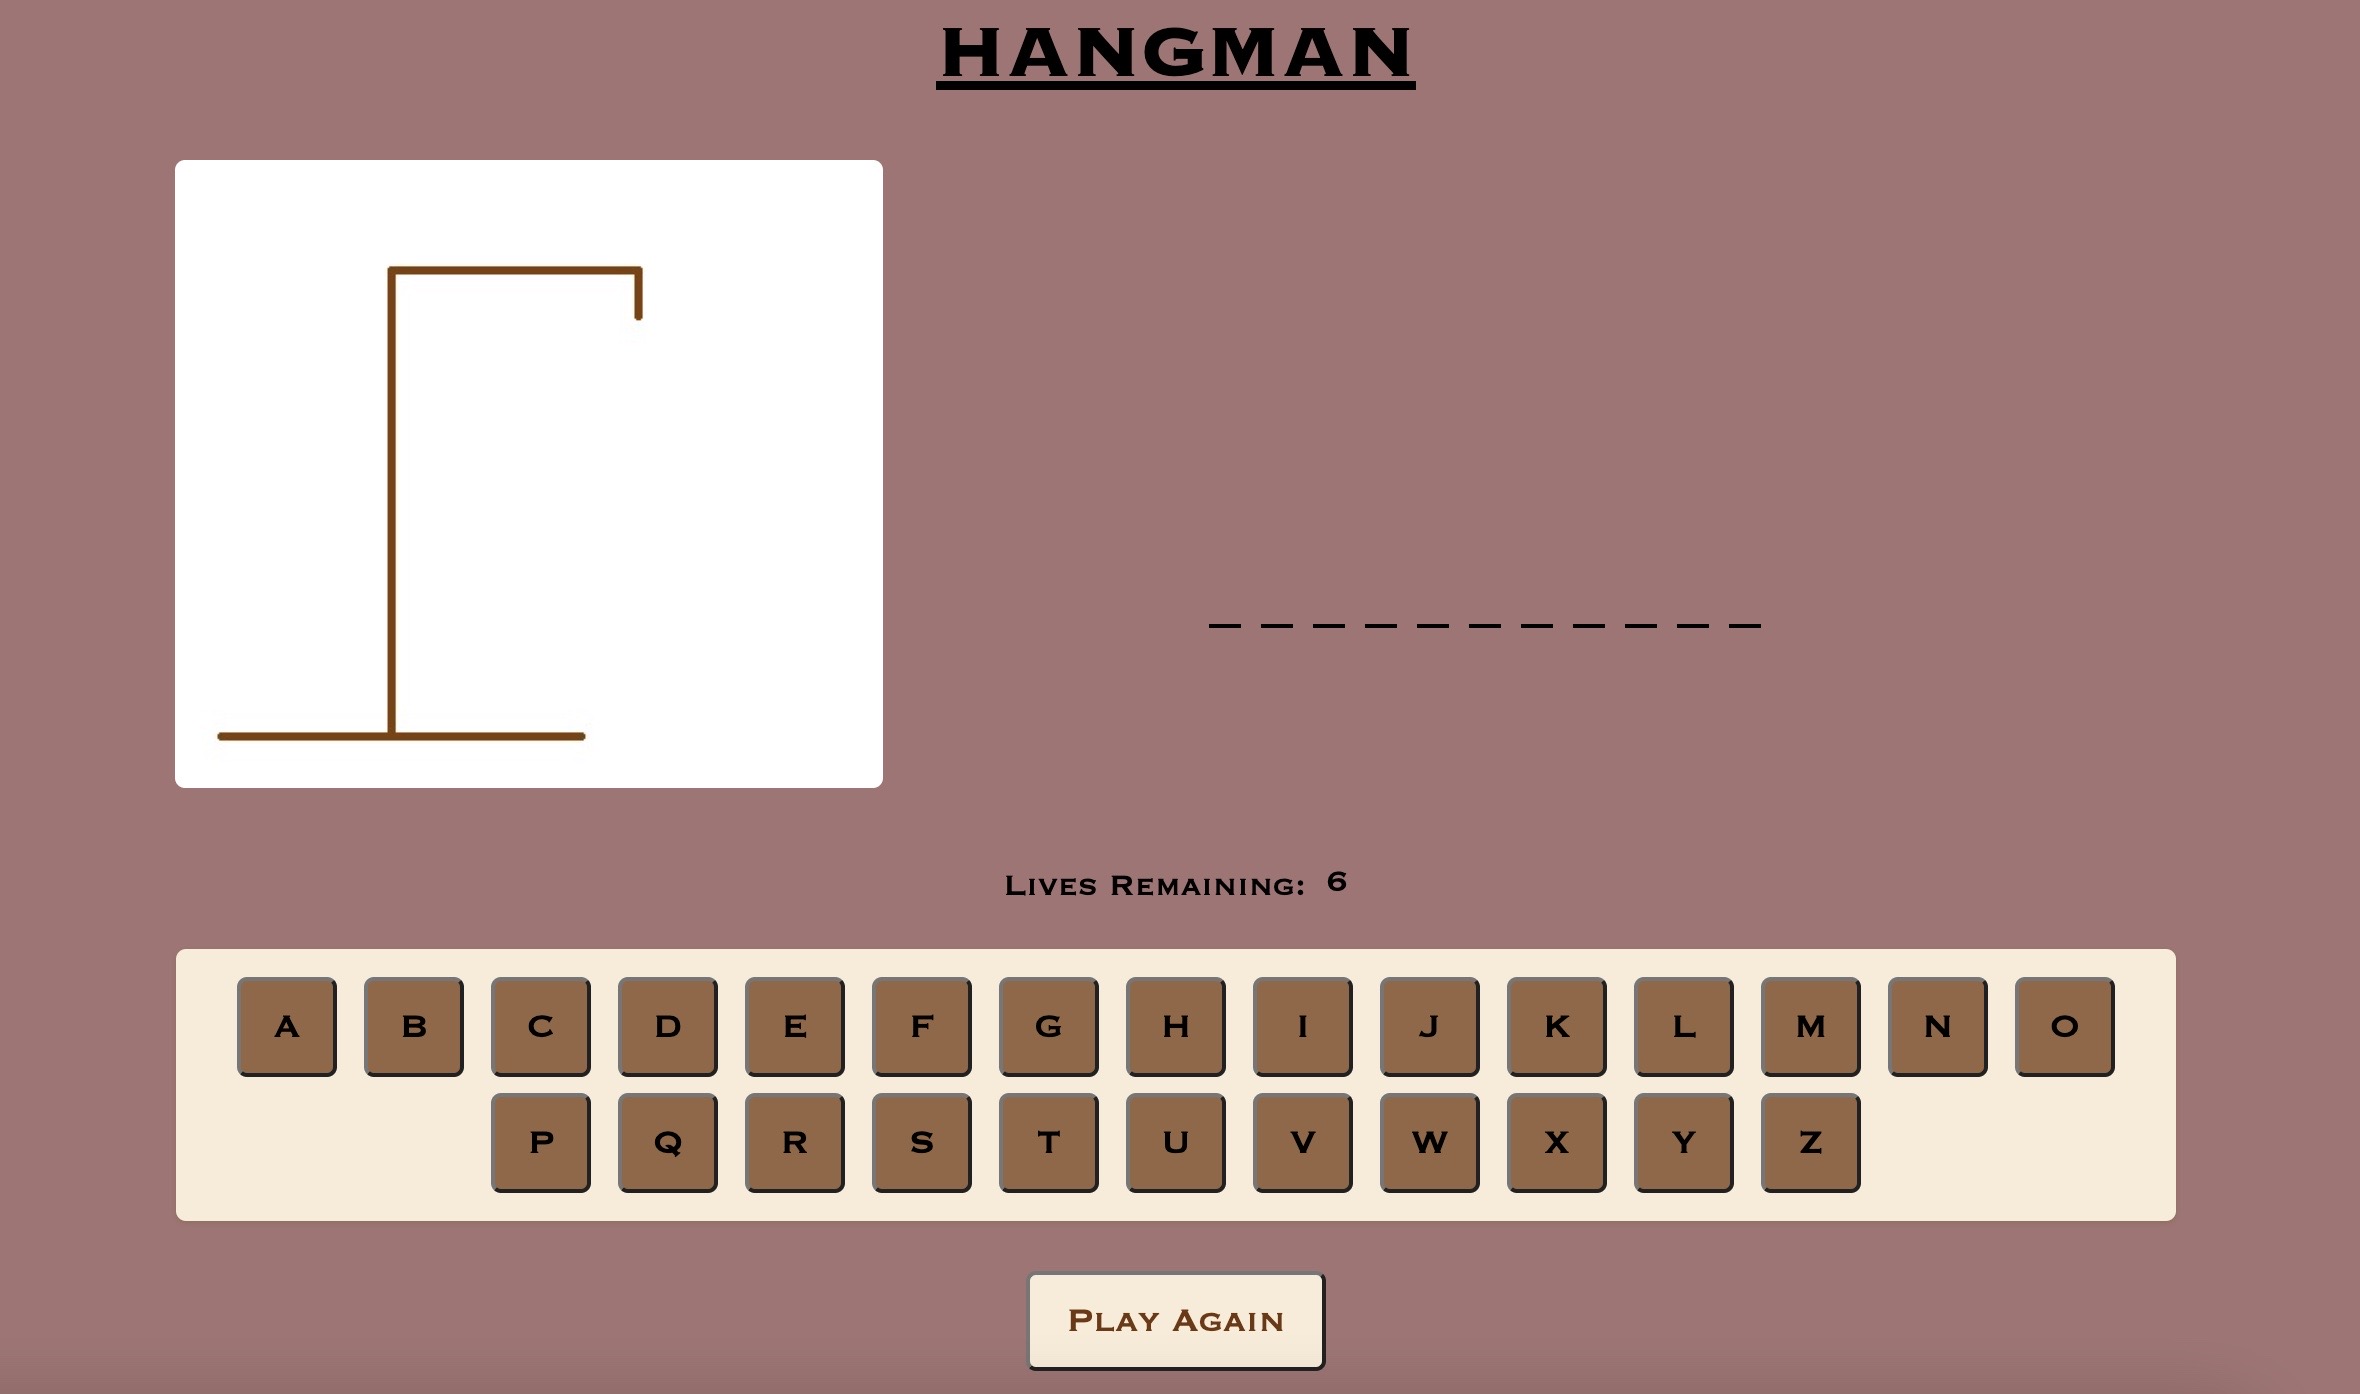 HANGMAN
_ _ _ _ _ _ _ _ _ _ _
Lives Remaining: 6
A B C D E F G H I J K L M N O
P Q R S T U V W X Y Z
Play Again